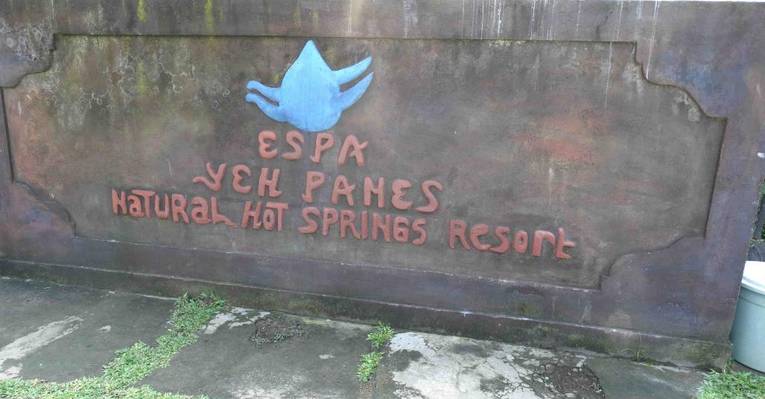 ESPA
YEH PANES
NaTURaL HOT SPRINGS Resort